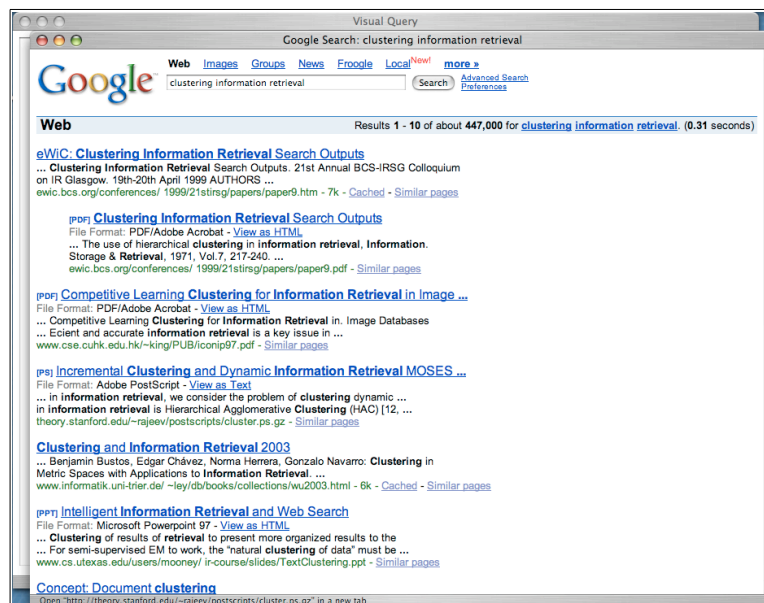 Visual Query
Google Search: clustering information retrieval
Google
Web Images Groups News Froogle Local New! more »
clustering information retrieval Search Advanced Search
Preferences
Web Results 1 - 10 of about 447,000 for clustering information retrieval. (0.31 seconds)
eWiC: Clustering Information Retrieval Search Outputs
... Clustering Information Retrieval Search Outputs. 21st Annual BCS-IRSG Colloquium
on IR Glasgow. 19th-20th April 1999 AUTHORS ...
ewic.bcs.org/conferences/ 1999/21stirsg/papers/paper9.htm - 7k - Cached - Similar pages
[PDF] Clustering Information Retrieval Search Outputs
File Format: PDF/Adobe Acrobat - View as HTML
... The use of hierarchical clustering in information retrieval, Information.
Storage & Retrieval, 1971, Vol.7, 217-240. ...
ewic.bcs.org/conferences/ 1999/21stirsg/papers/paper9.pdf - Similar pages
[PDF] Competitive Learning Clustering for Information Retrieval in Image ...
File Format: PDF/Adobe Acrobat - View as HTML
... Competitive Learning Clustering for Information Retrieval in. Image Databases
... Ecient and accurate information retrieval is a key issue in ...
www.cse.cuhk.edu.hk/~king/PUB/iconip97.pdf - Similar pages
[PS] Incremental Clustering and Dynamic Information Retrieval MOSES ...
File Format: Adobe PostScript - View as Text
... in information retrieval, we consider the problem of clustering dynamic ...
in information retrieval is Hierarchical Agglomerative Clustering (HAC) [12, ...
theory.stanford.edu/~rajeev/postscripts/cluster.ps.gz - Similar pages
Clustering and Information Retrieval 2003
... Benjamin Bustos, Edgar Chávez, Norma Herrera, Gonzalo Navarro: Clustering in
Metric Spaces with Applications to Information Retrieval. ...
www.informatik.uni-trier.de/ ~ley/db/books/collections/wu2003.html - 6k - Cached - Similar pages
[PPT] Intelligent Information Retrieval and Web Search
File Format: Microsoft Powerpoint 97 - View as HTML
... Clustering of results of retrieval to present more organized results to the
... For semi-supervised EM to work, the "natural clustering of data" must be ...
www.cs.utexas.edu/users/mooney/ ir-course/slides/TextClustering.ppt - Similar pages
Concept: Document clustering
Open "http://theory.stanford.edu/~rajeev/postscripts/cluster.ps.gz" in a new tab